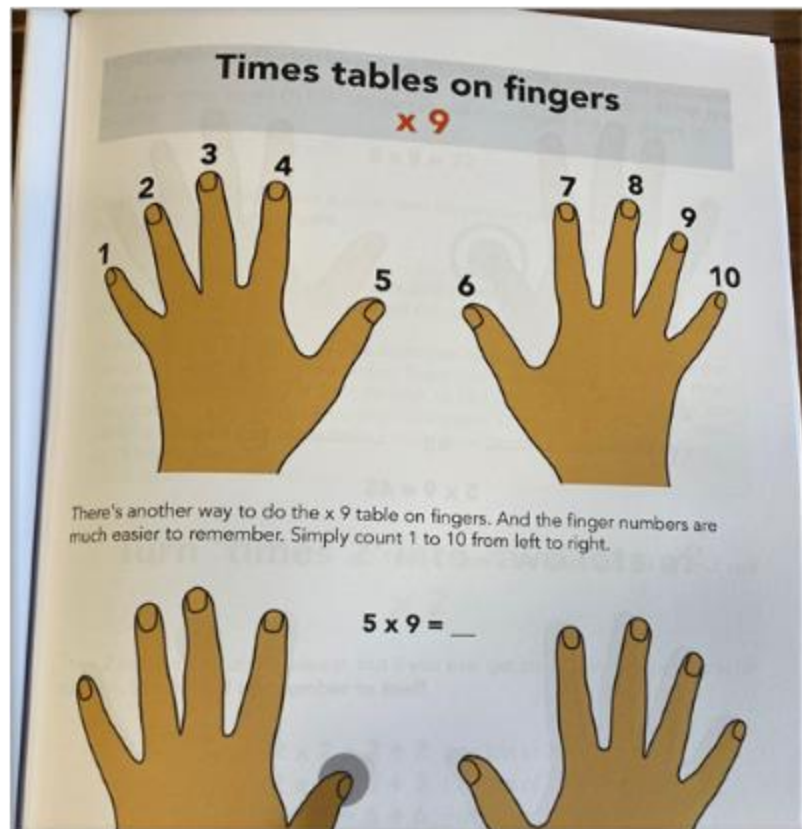 Times tables on fingers
x 9
1 2 3 4 5 6 7 8 9 10
There's another way to do the x 9 table on fingers. And the finger numbers are
much easier to remember. Simply count 1 to 10 from left to right.
5 x 9 = __